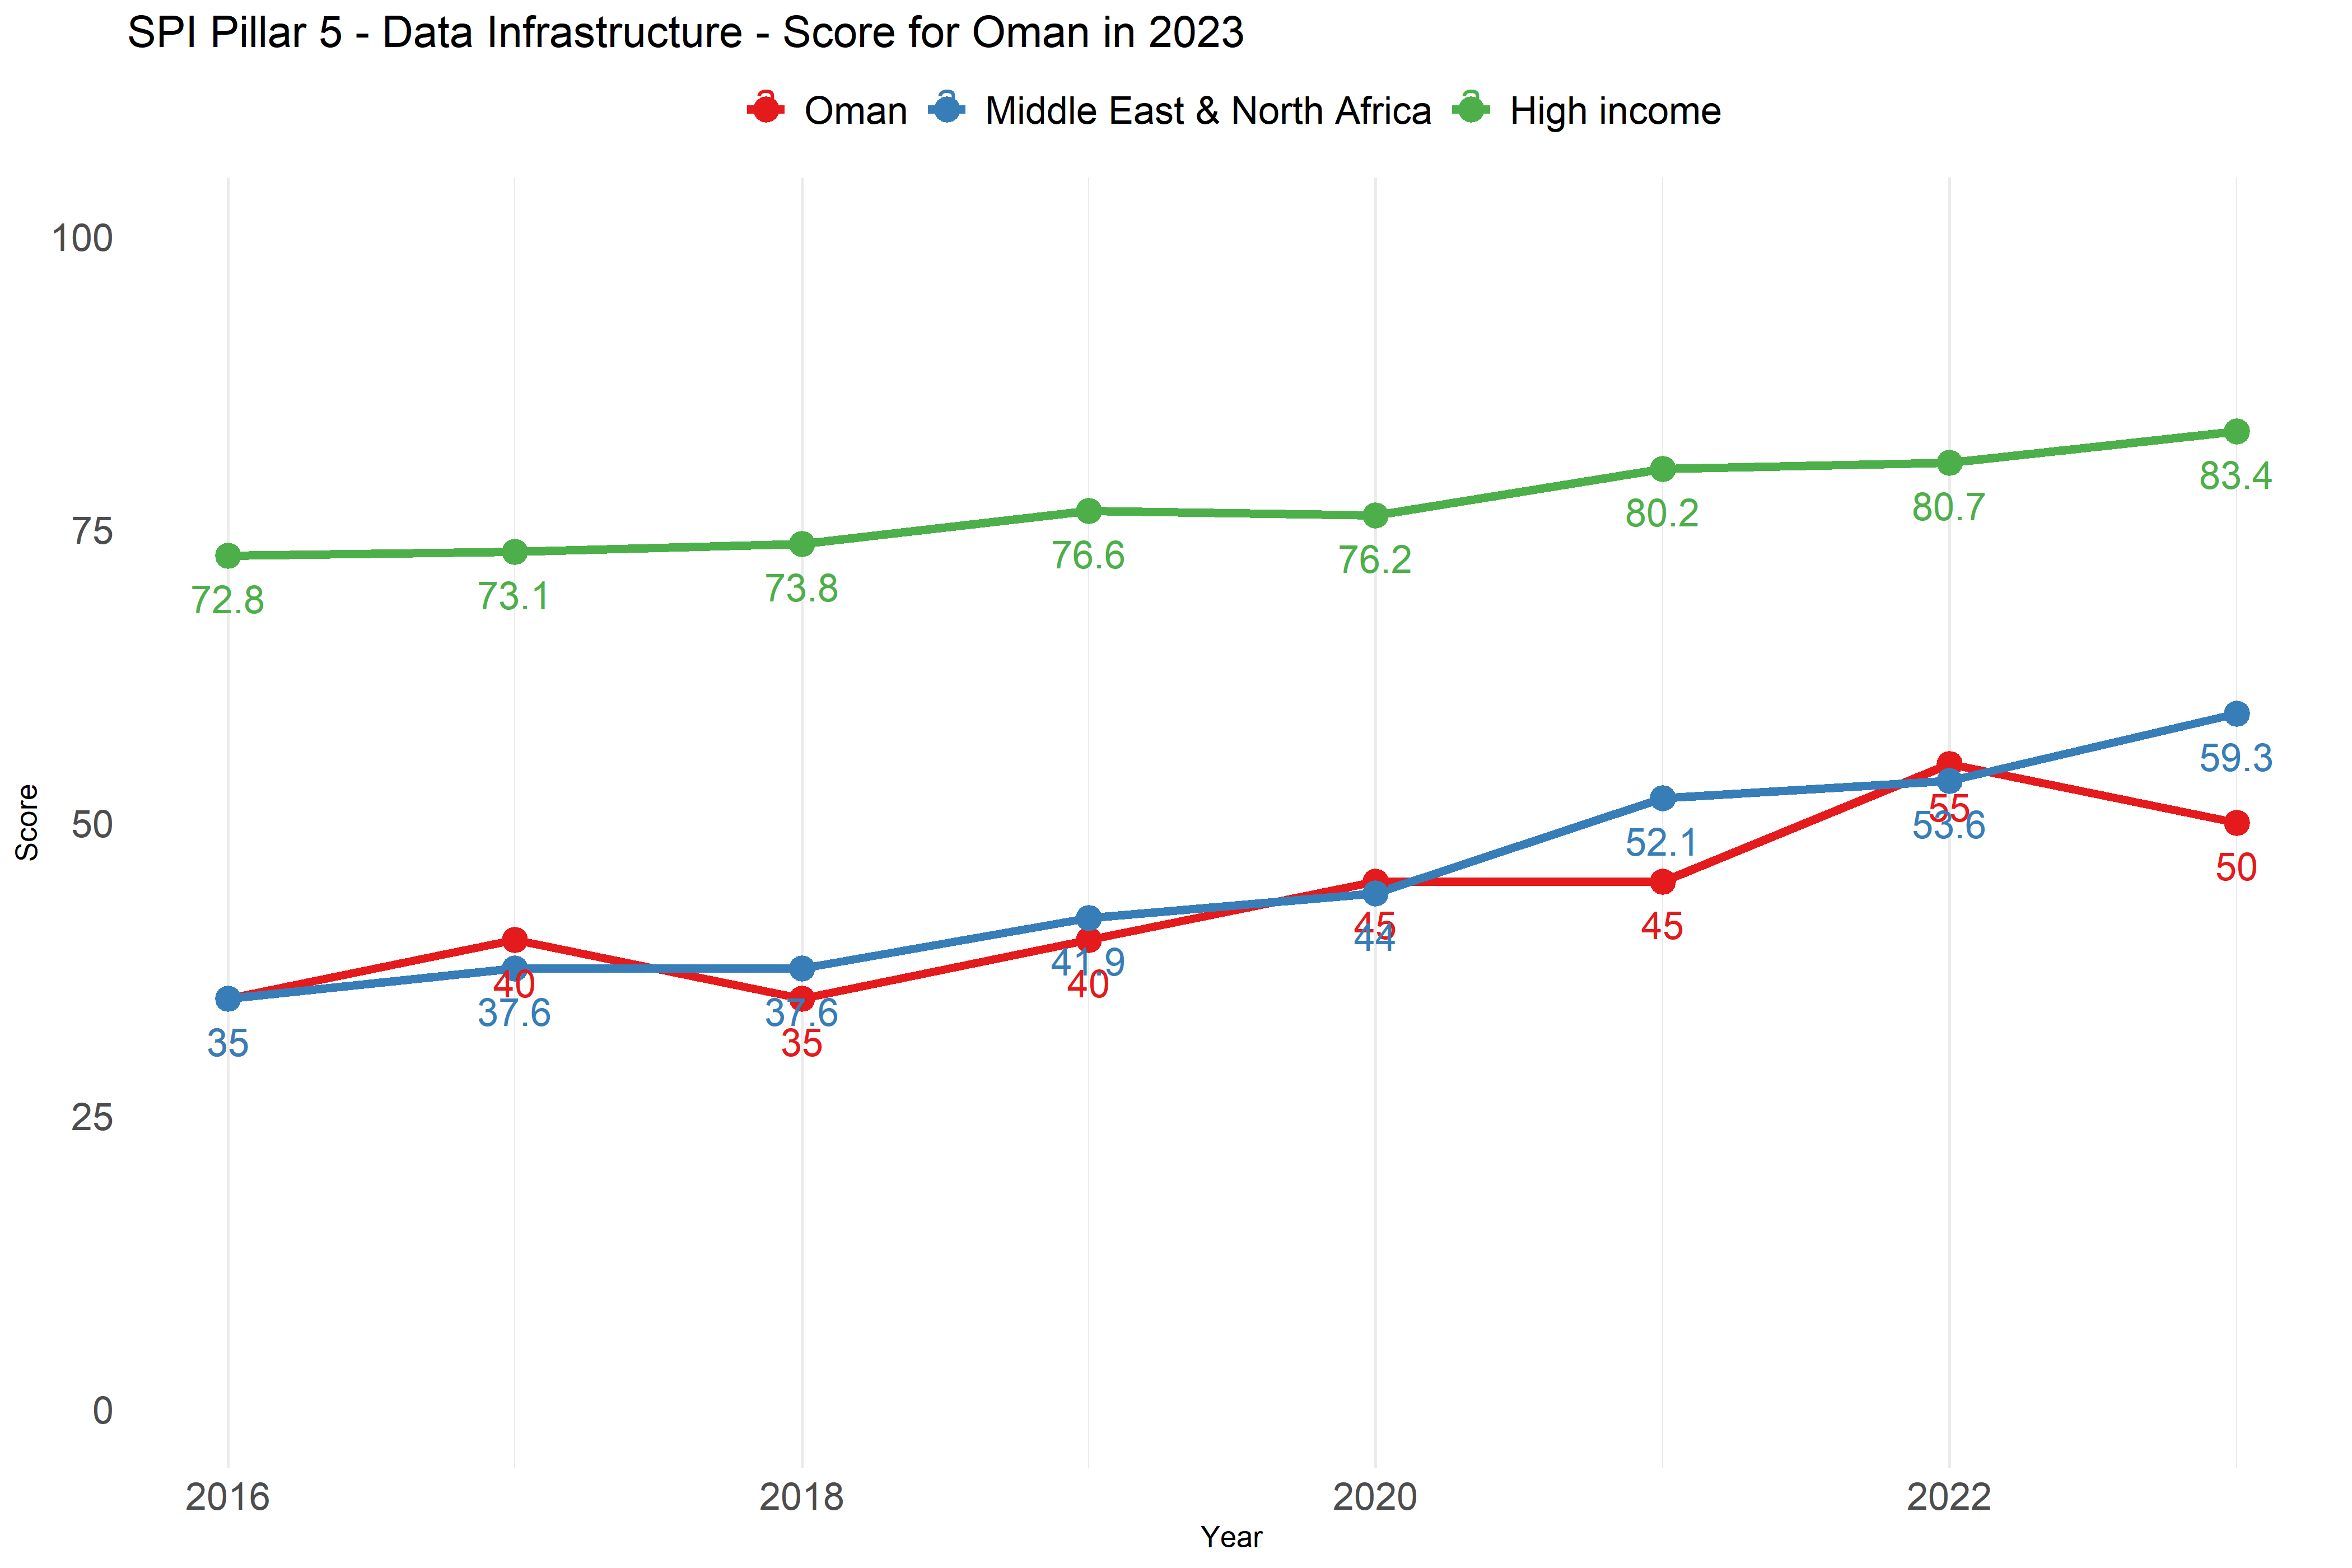 SPI Pillar 5 - Data Infrastructure - Score for Oman in 2023
Oman Middle East & North Africa High income
100
75
50
25
0
Score
72.8 73.1 73.8 76.6 76.2 80.2 80.7 83.4
35 37.6 37.6 41.9 44 52.1 53.6 59.3
40 35 40 45 45 55 50
2016 2018 2020 2022
Year